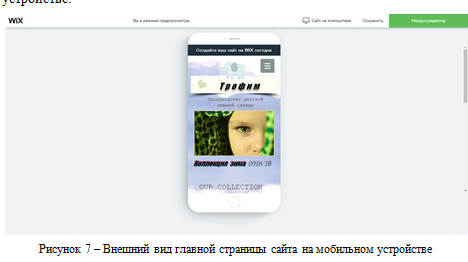 устройстве.
WiX
Вы в режиме предпросмотра.
Сайт на компьютере
Сохранить
Назад в редактор
Создайте ваш сайт на WiX сегодня
Трофим
Производство детской
зимней одежды
Коллекция зима 2018-19
OUR COLLECTION
Рисунок 7 – Внешний вид главной страницы сайта на мобильном устройстве